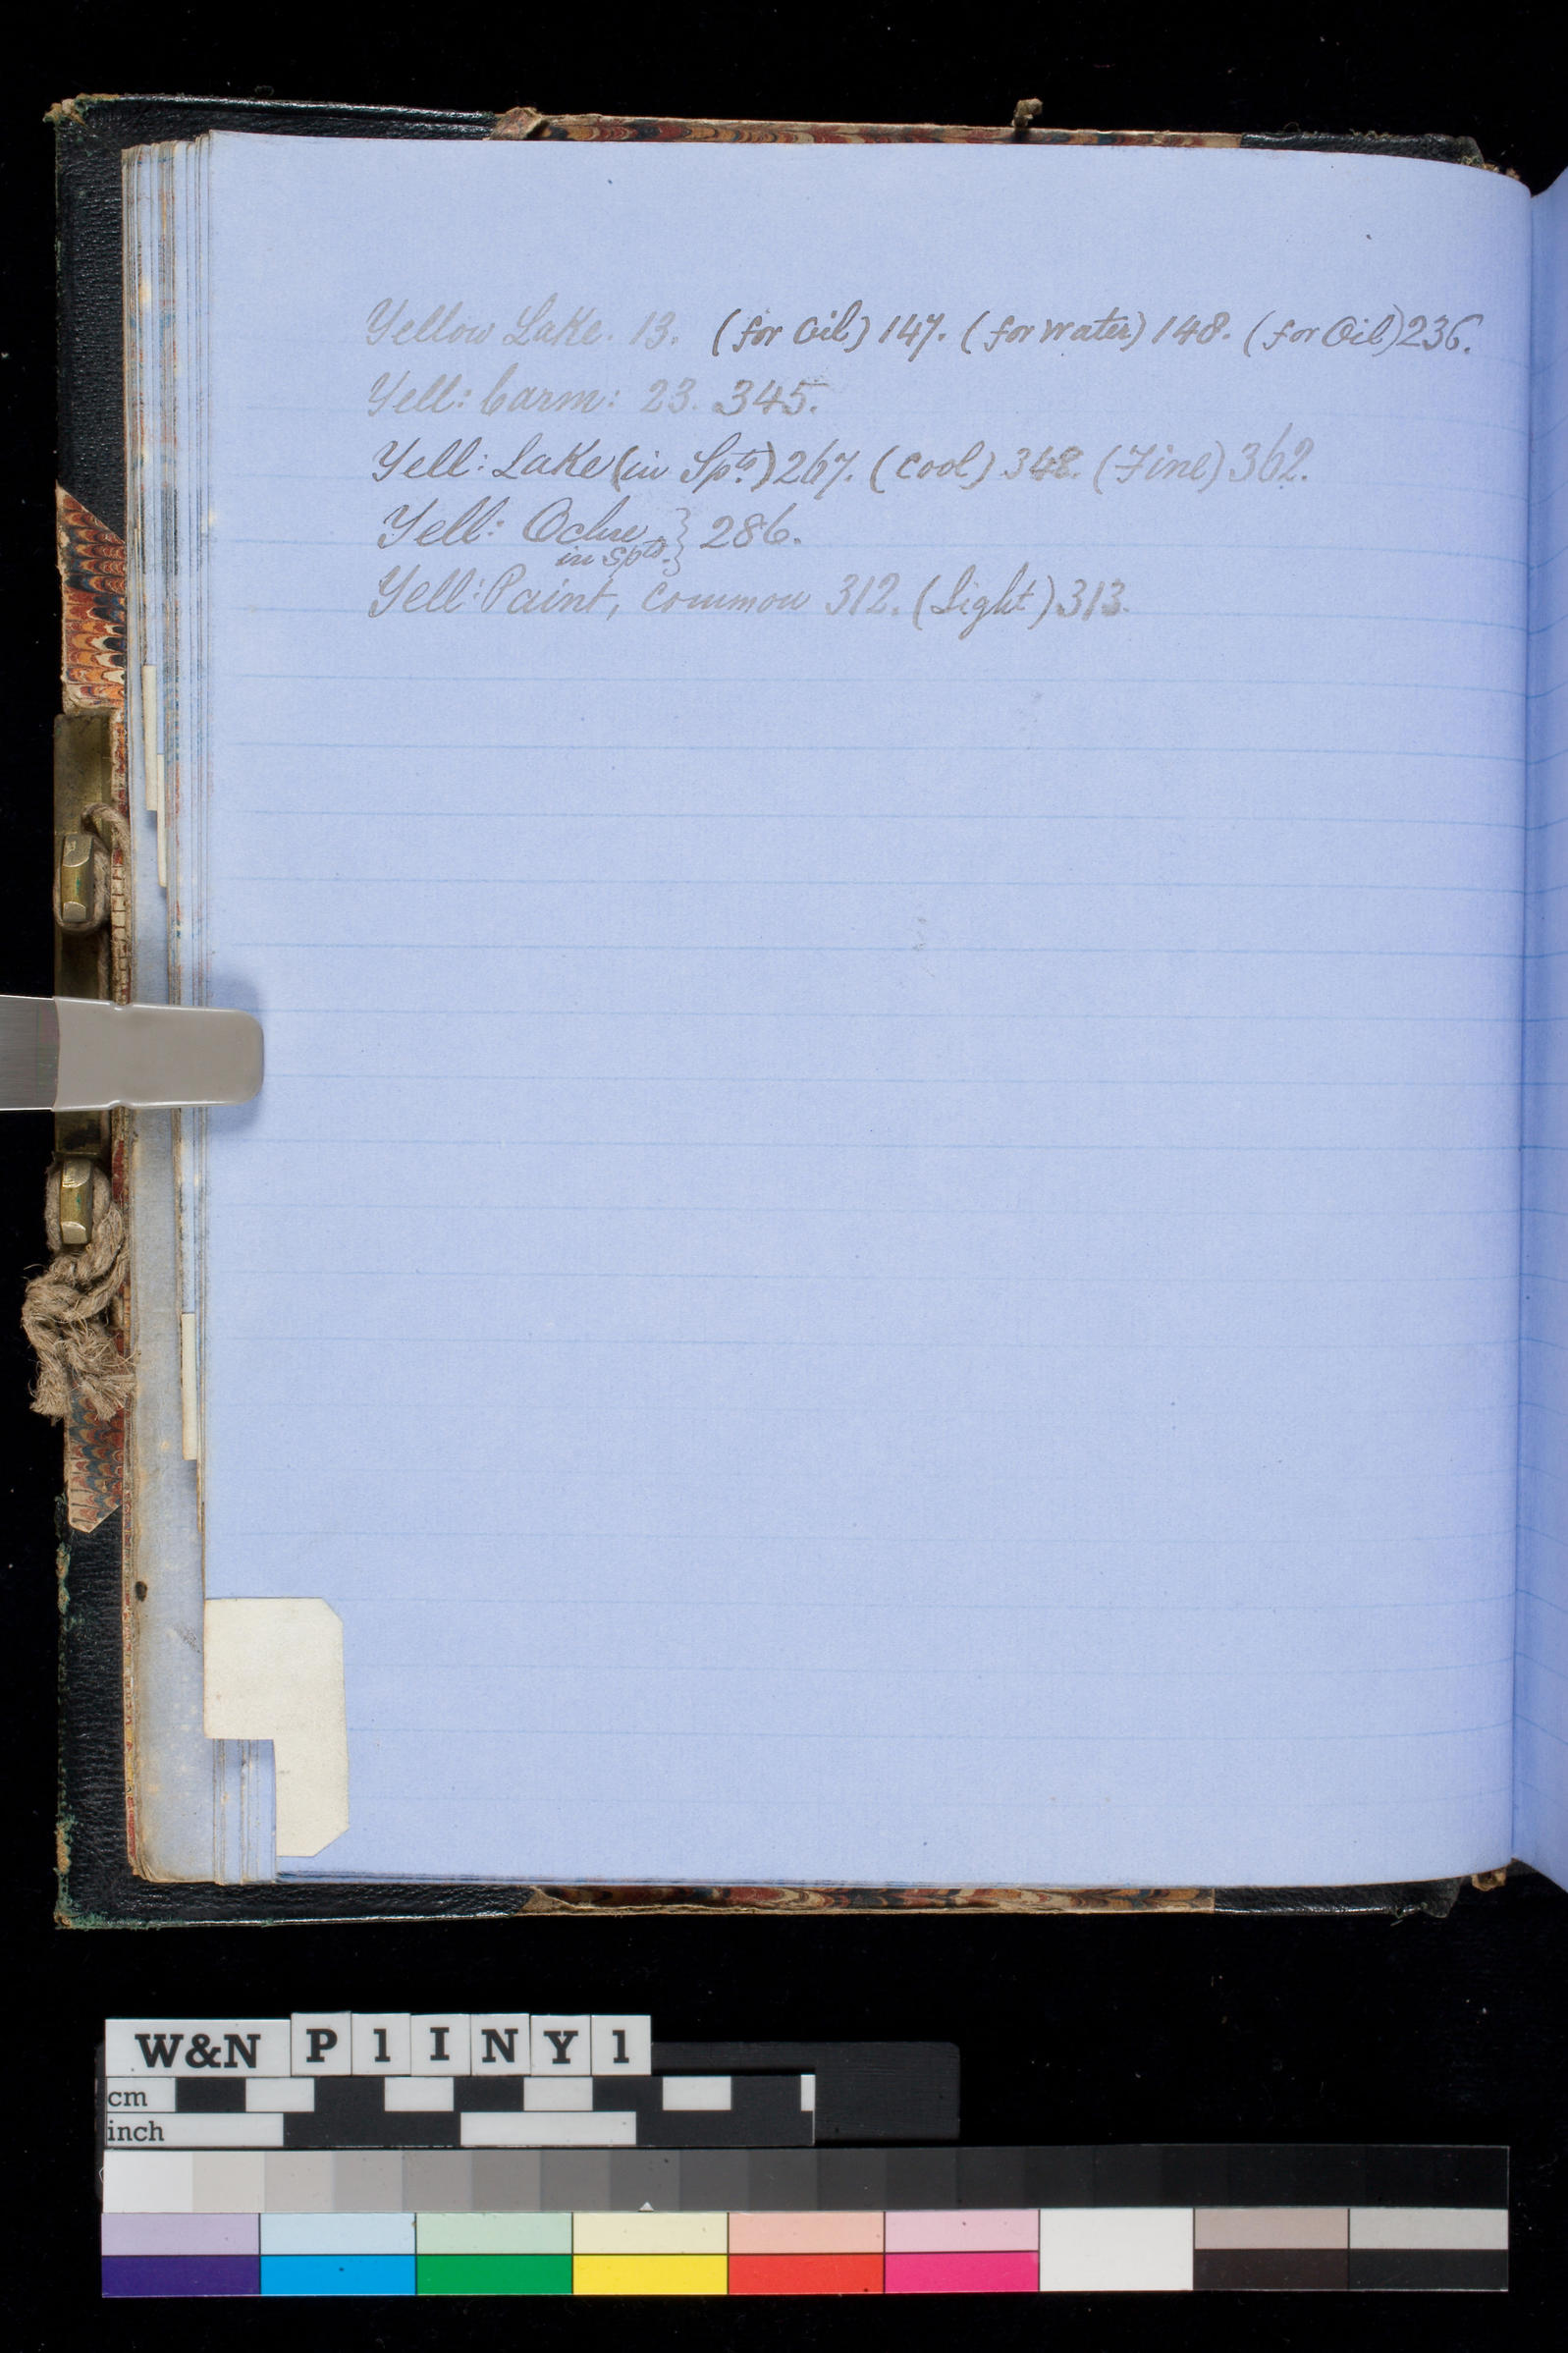 Yellow Lake. 13. (for Oil) 147. (for Water) 148. (for Oil) 236.
Yell: Carm: 23. 345.
Yell: Lake (in Spts) 267. (Cool) 348. (Fine) 362.
Yell: Ochre } 286.
in Spts.
Yell: Paint, Common 312. (Light) 313.
W&N P 1 I N Y 1
cm
inch